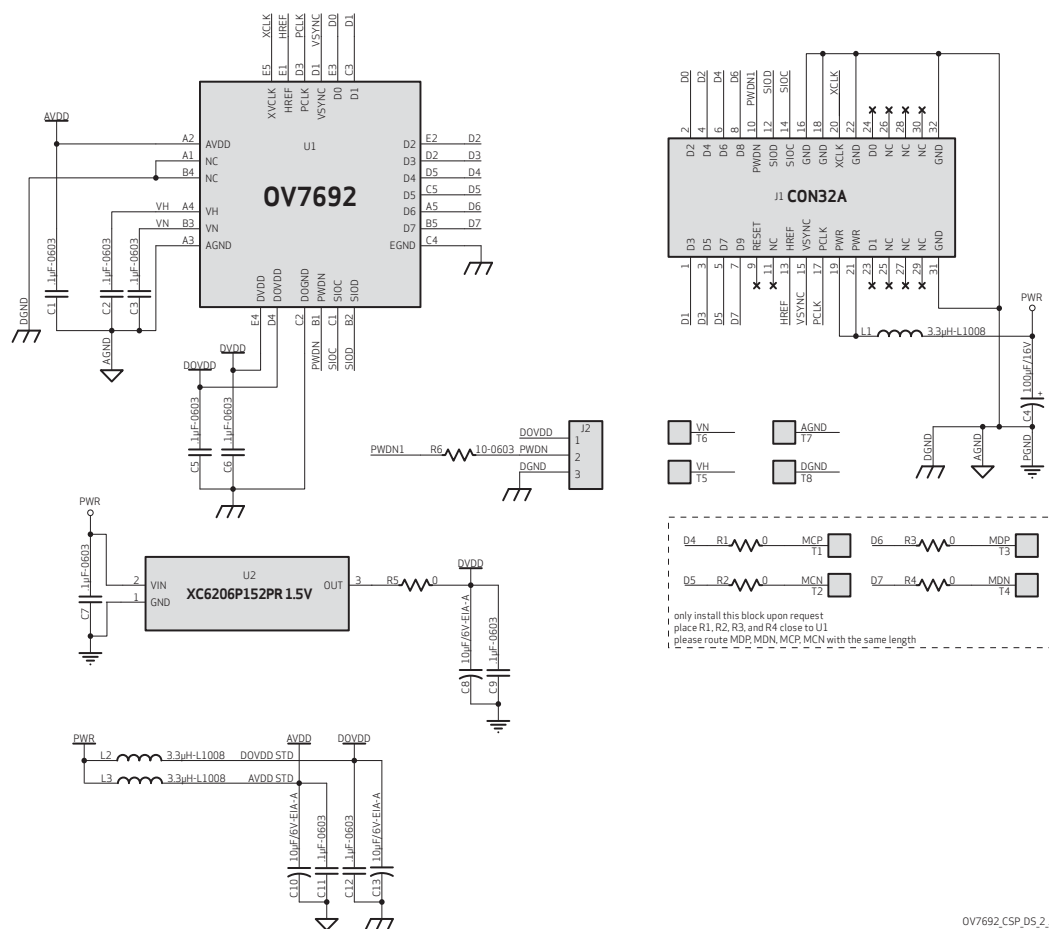 XCLK
HREF
PCLK
VSYNC
D0
D1
E5
E1
D3
D1
E3
C3
XVCLK
HREF
PCLK
VSYNC
D0
D1
U1
OV7692
AVDD
A2 AVDD
A1 NC
B4 NC
VH A4 VH
VN B3 VN
A3 AGND
D2 E2 D2
D3 D2 D3
D4 D5 D4
D5 C5 D5
D6 A5 D6
D7 B5 D7
EGND C4
DVDD
DOVDD
DOGND
PWDN
SIOC
SIOD
E4
D4
C2
B1
C1
B2
PWDN
SIOC
SIOD
C1 .1µF-0603
C2 .1µF-0603
C3 .1µF-0603
DGND
AGND
DVDD
DOVDD
C5 .1µF-0603
C6 .1µF-0603
D0
D2
D4
D6
PWDN1
SIOD
SIOC
XCLK
2
4
6
8
10
12
14
16
18
20
22
24
26
28
30
32
D2
D4
D6
D8
PWDN
SIOD
SIOC
GND
GND
XCLK
GND
D0
NC
NC
NC
GND
J1 CON32A
D3
D5
D7
D9
RESET
NC
HREF
VSYNC
PCLK
PWR
PWR
D1
NC
NC
NC
GND
1
3
5
7
9
11
13
15
17
19
21
23
25
27
29
31
D1
D3
D5
D7
HREF
VSYNC
PCLK
L1 3.3µH-L1008
PWR
C4 100µF/16V
+
DGND
AGND
PGND
PWDN1 R6 10-0603
J2
DOVDD 1
PWDN 2
DGND 3
VN
T6
AGND
T7
VH
T5
DGND
T8
D4 R1 0 MCP
T1
D6 R3 0 MDP
T3
D5 R2 0 MCN
T2
D7 R4 0 MDN
T4
only install this block upon request
place R1, R2, R3, and R4 close to U1
please route MDP, MDN, MCP, MCN with the same length
PWR
C7 .1µF-0603
U2
XC6206P152PR 1.5V
2 VIN
1 GND
OUT 3
R5 0
DVDD
C8 10µF/6V-EIA-A
C9 .1µF-0603
PWR
AVDD
DOVDD
L2 3.3µH-L1008 DOVDD STD
L3 3.3µH-L1008 AVDD STD
C10 10µF/6V-EIA-A
C11 .1µF-0603
C12 .1µF-0603
C13 10µF/6V-EIA-A
OV7692_CSP_DS_2_